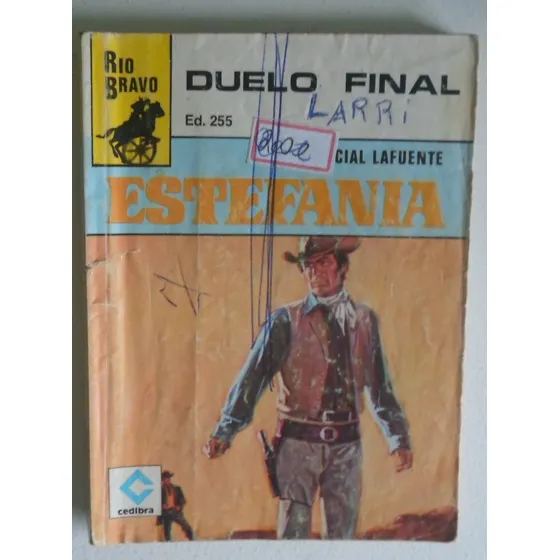 RIO
BRAVO
DUELO FINAL
Ed. 255
LARRi
CIAL LAFUENTE
ESTEFANIA
cedibra